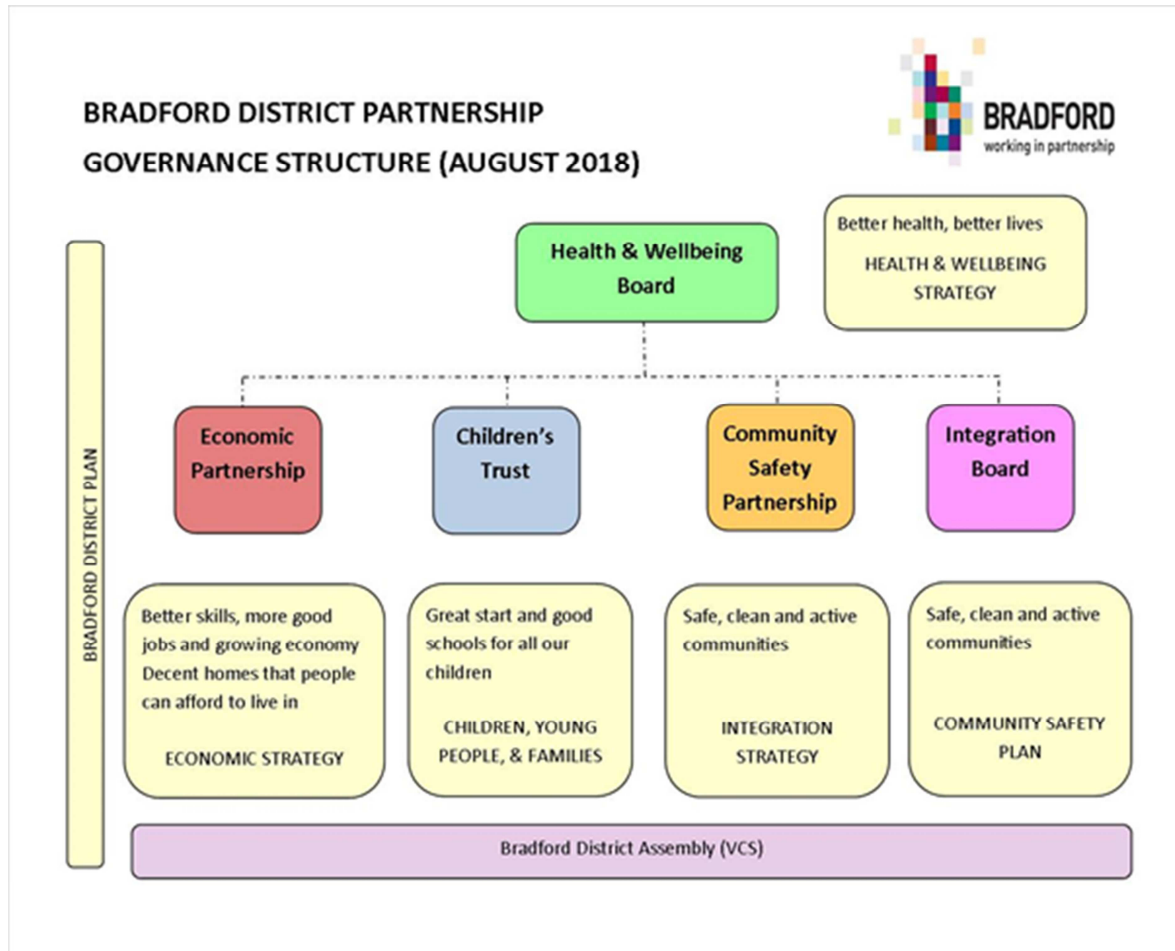 BRADFORD DISTRICT PARTNERSHIP
GOVERNANCE STRUCTURE (AUGUST 2018)
BRADFORD
working in partnership
Better health, better lives
HEALTH & WELLBEING
STRATEGY
Health & Wellbeing
Board
BRADFORD DISTRICT PLAN
Economic
Partnership
Children's
Trust
Community
Safety
Partnership
Integration
Board
Better skills, more good
jobs and growing economy
Decent homes that people
can afford to live in
ECONOMIC STRATEGY
Great start and good
schools for all our
children
CHILDREN, YOUNG
PEOPLE, & FAMILIES
Safe, clean and active
communities
INTEGRATION
STRATEGY
Safe, clean and active
communities
COMMUNITY SAFETY
PLAN
Bradford District Assembly (VCS)